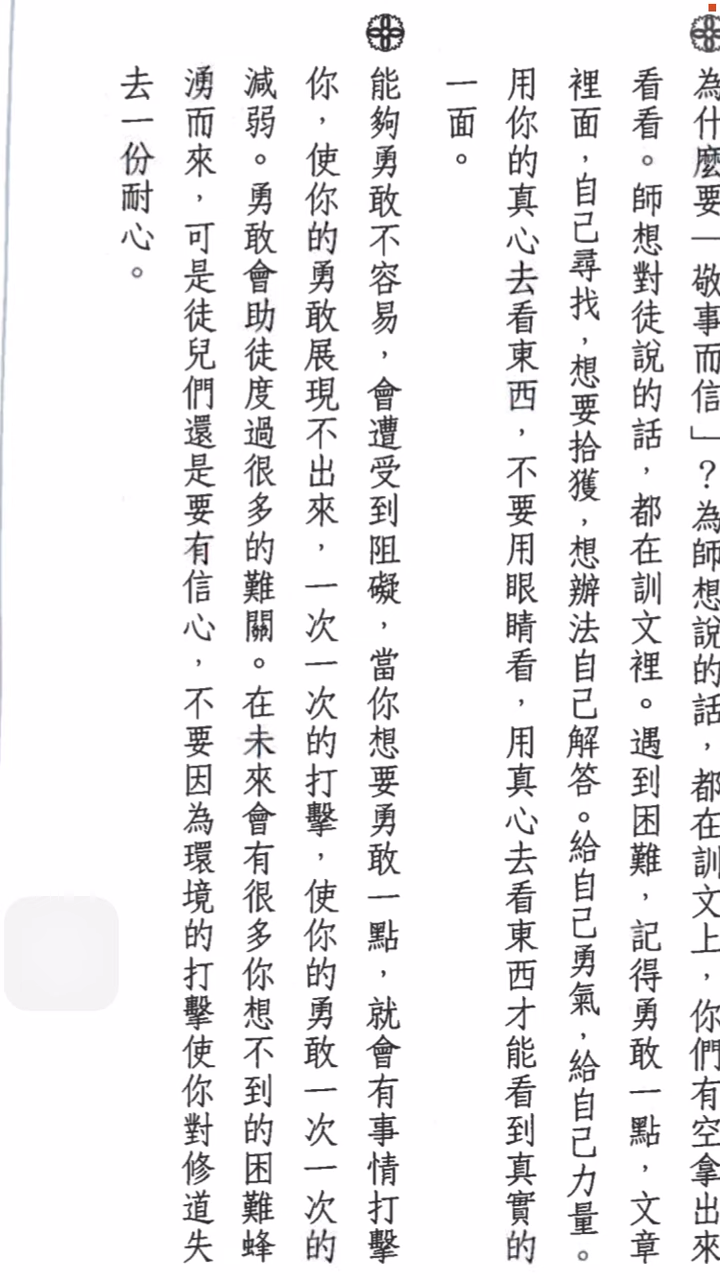 為什麼要「敬事而信」？為師想說的話，都在訓文上，你們有空拿出來
看看。師想對徒說的話，都在訓文裡。遇到困難，記得勇敢一點，文章
裡面，自己尋找，想要拾獲，想辦法自己解答。給自己勇氣，給自己力量。
用你的真心去看東西，不要用眼睛看，用真心去看東西才能看到真實的
一面。
能夠勇敢不容易，會遭受到阻礙，當你想要勇敢一點，就會有事情打擊
你，使你的勇敢展現不出來，一次一次的打擊，使你的勇敢一次一次的
減弱。勇敢會助徒度過很多的難關。在未來會有很多你想不到的困難蜂
湧而來，可是徒兒們還是要有信心，不要因為環境的打擊使你對修道失
去一份耐心。